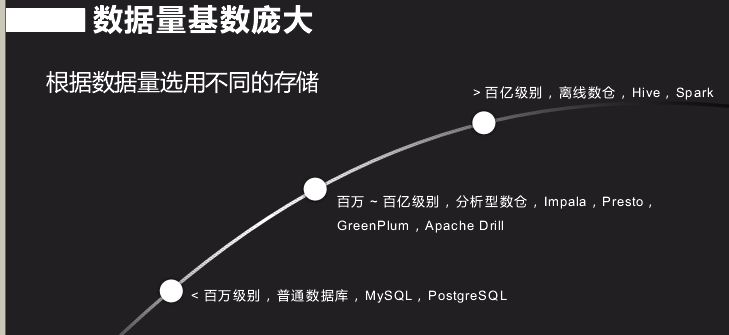 数据量基数庞大
根据数据量选用不同的存储
> 百亿级别，离线数仓，Hive，Spark
百万 ~ 百亿级别，分析型数仓，Impala，Presto，
GreenPlum，Apache Drill
< 百万级别，普通数据库，MySQL，PostgreSQL